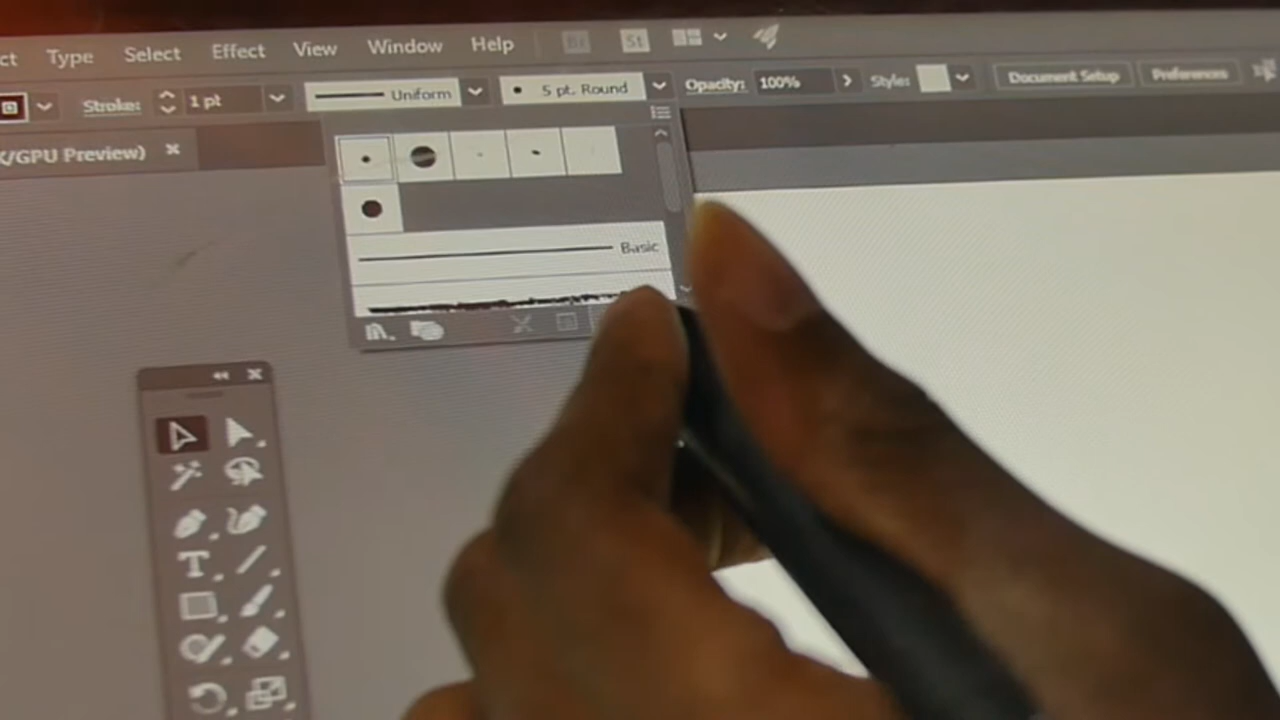 ct Type Select Effect View Window Help St
Stroke: 1 pt Uniform 5 pt. Round Opacity: 100% Style: Document Setup Preferences
/GPU Preview)
Basic
T